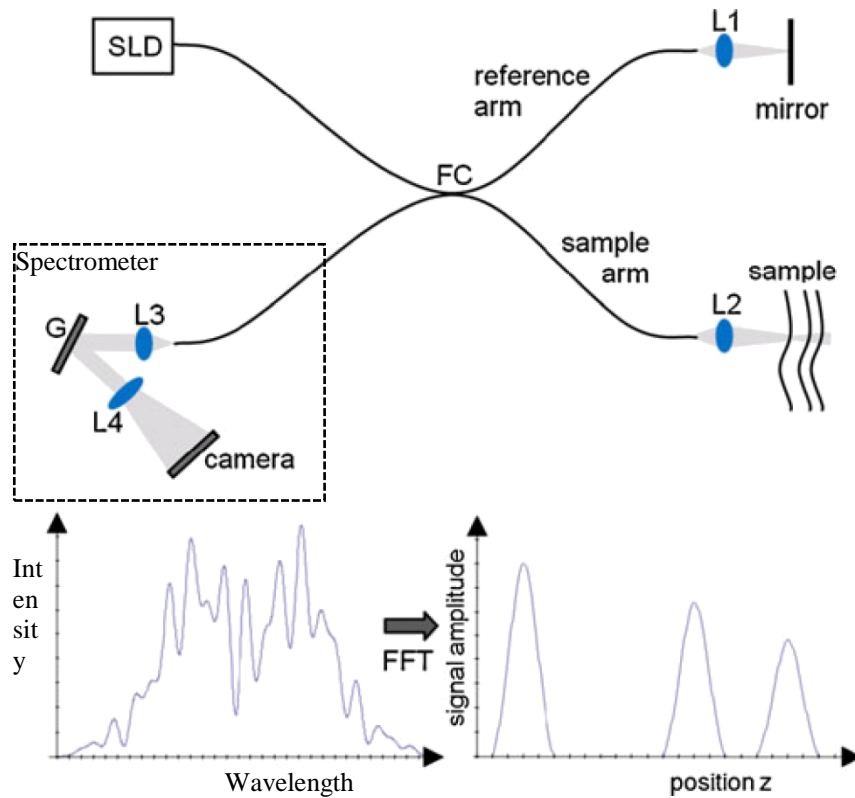 SLD
L1
reference
arm
mirror
FC
sample
arm
sample
L2
Spectrometer
G
L3
L4
camera
Int
en
sit
y
FFT
signal amplitude
Wavelength
position z